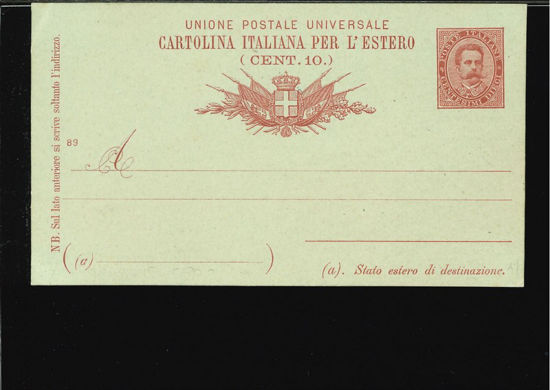 UNIONE POSTALE UNIVERSALE
CARTOLINA ITALIANA PER L'ESTERO
(CENT. 10.)
POSTE ITALIANE
CENTESIMI DIECI
NB. Sul lato anteriore si scrive soltanto l'indirizzo.
89
A
(a)
(a). Stato estero di destinazione.